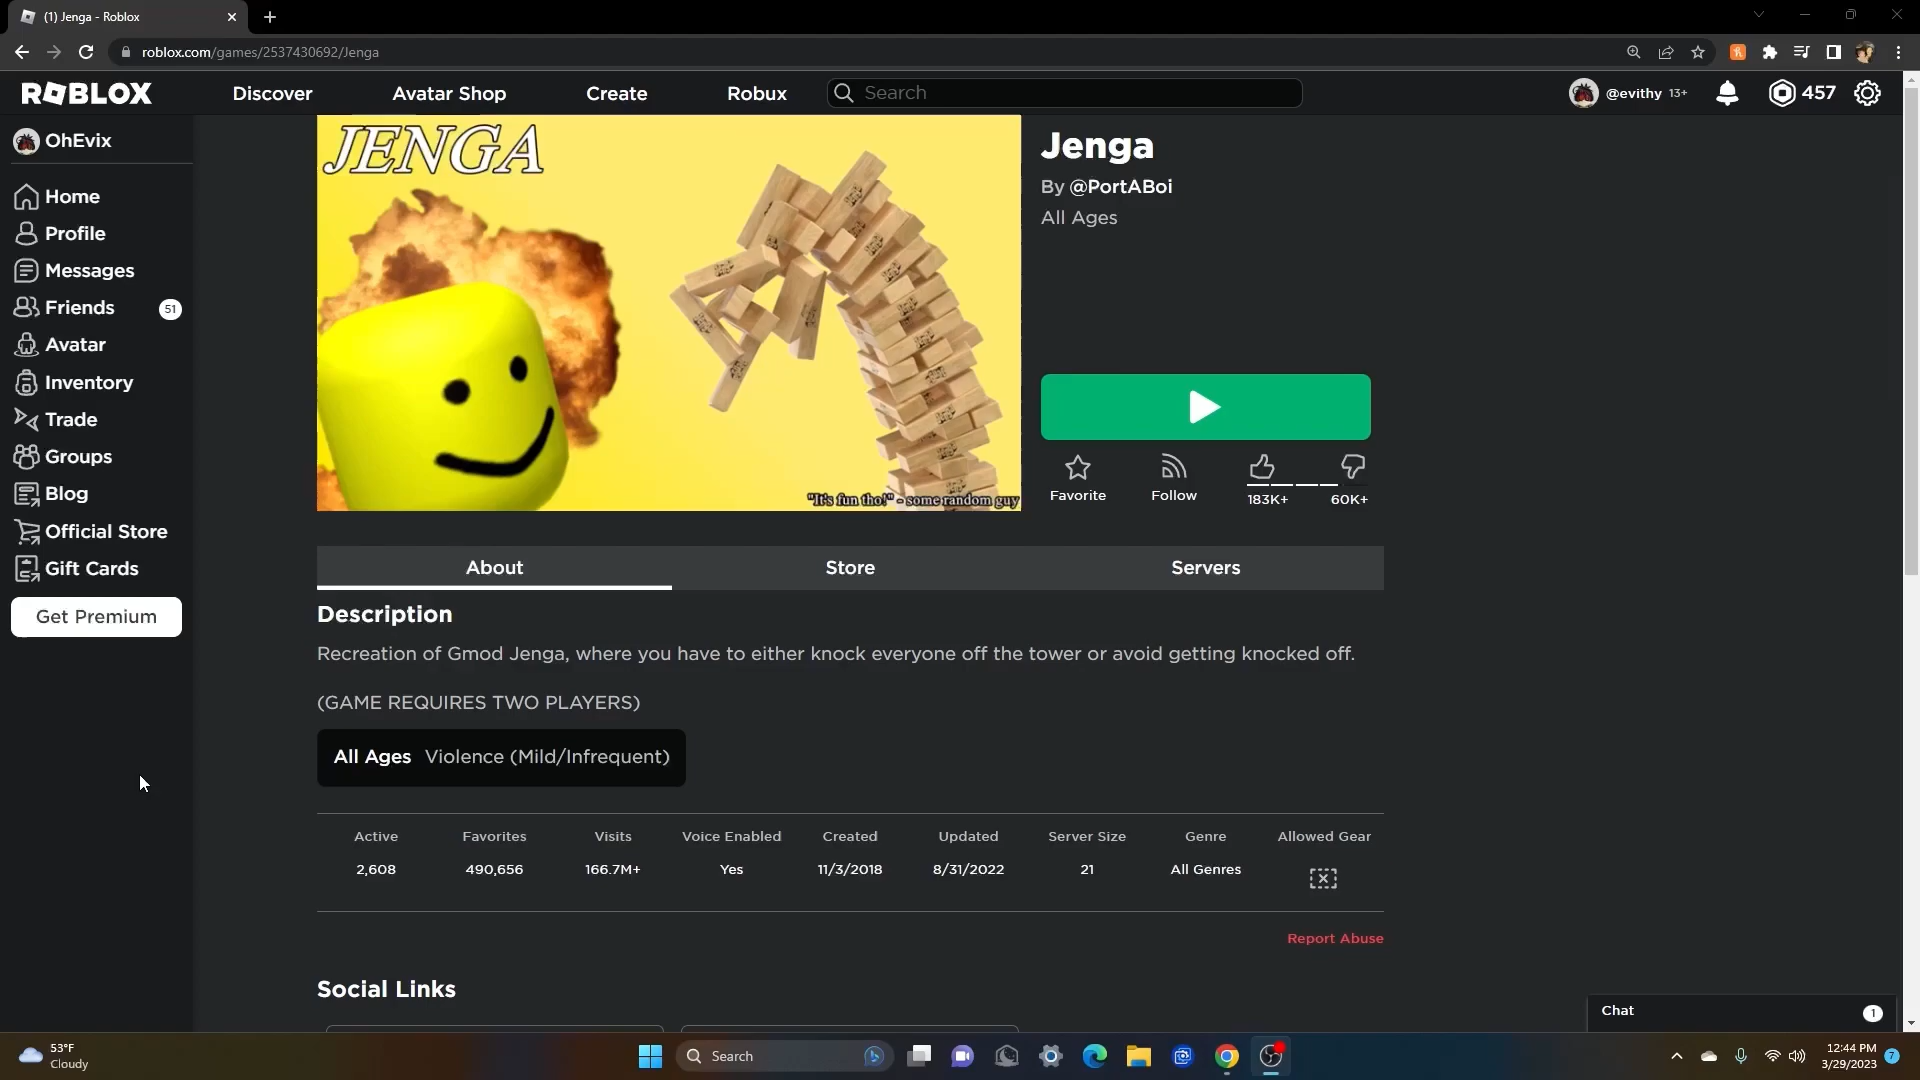 (1) Jenga - Roblox
roblox.com/games/2537430692/Jenga
ROBLOX
Discover
Avatar Shop
Create
Robux
Search
@evithy 13+
457
OhEvix
Home
Profile
Messages
Friends
51
Avatar
Inventory
Trade
Groups
Blog
Official Store
Gift Cards
Get Premium
JENGA
"It's fun tho!" - some random guy
Jenga
By @PortABoi
All Ages
Favorite
Follow
183K+
60K+
About
Store
Servers
Description
Recreation of Gmod Jenga, where you have to either knock everyone off the tower or avoid getting knocked off.
(GAME REQUIRES TWO PLAYERS)
All Ages Violence (Mild/Infrequent)
Active Favorites Visits Voice Enabled Created Updated Server Size Genre Allowed Gear
2,608 490,656 166.7M+ Yes 11/3/2018 8/31/2022 21 All Genres
Report Abuse
Social Links
Chat
1
53°F
Cloudy
Search
12:44 PM
3/29/2023
7